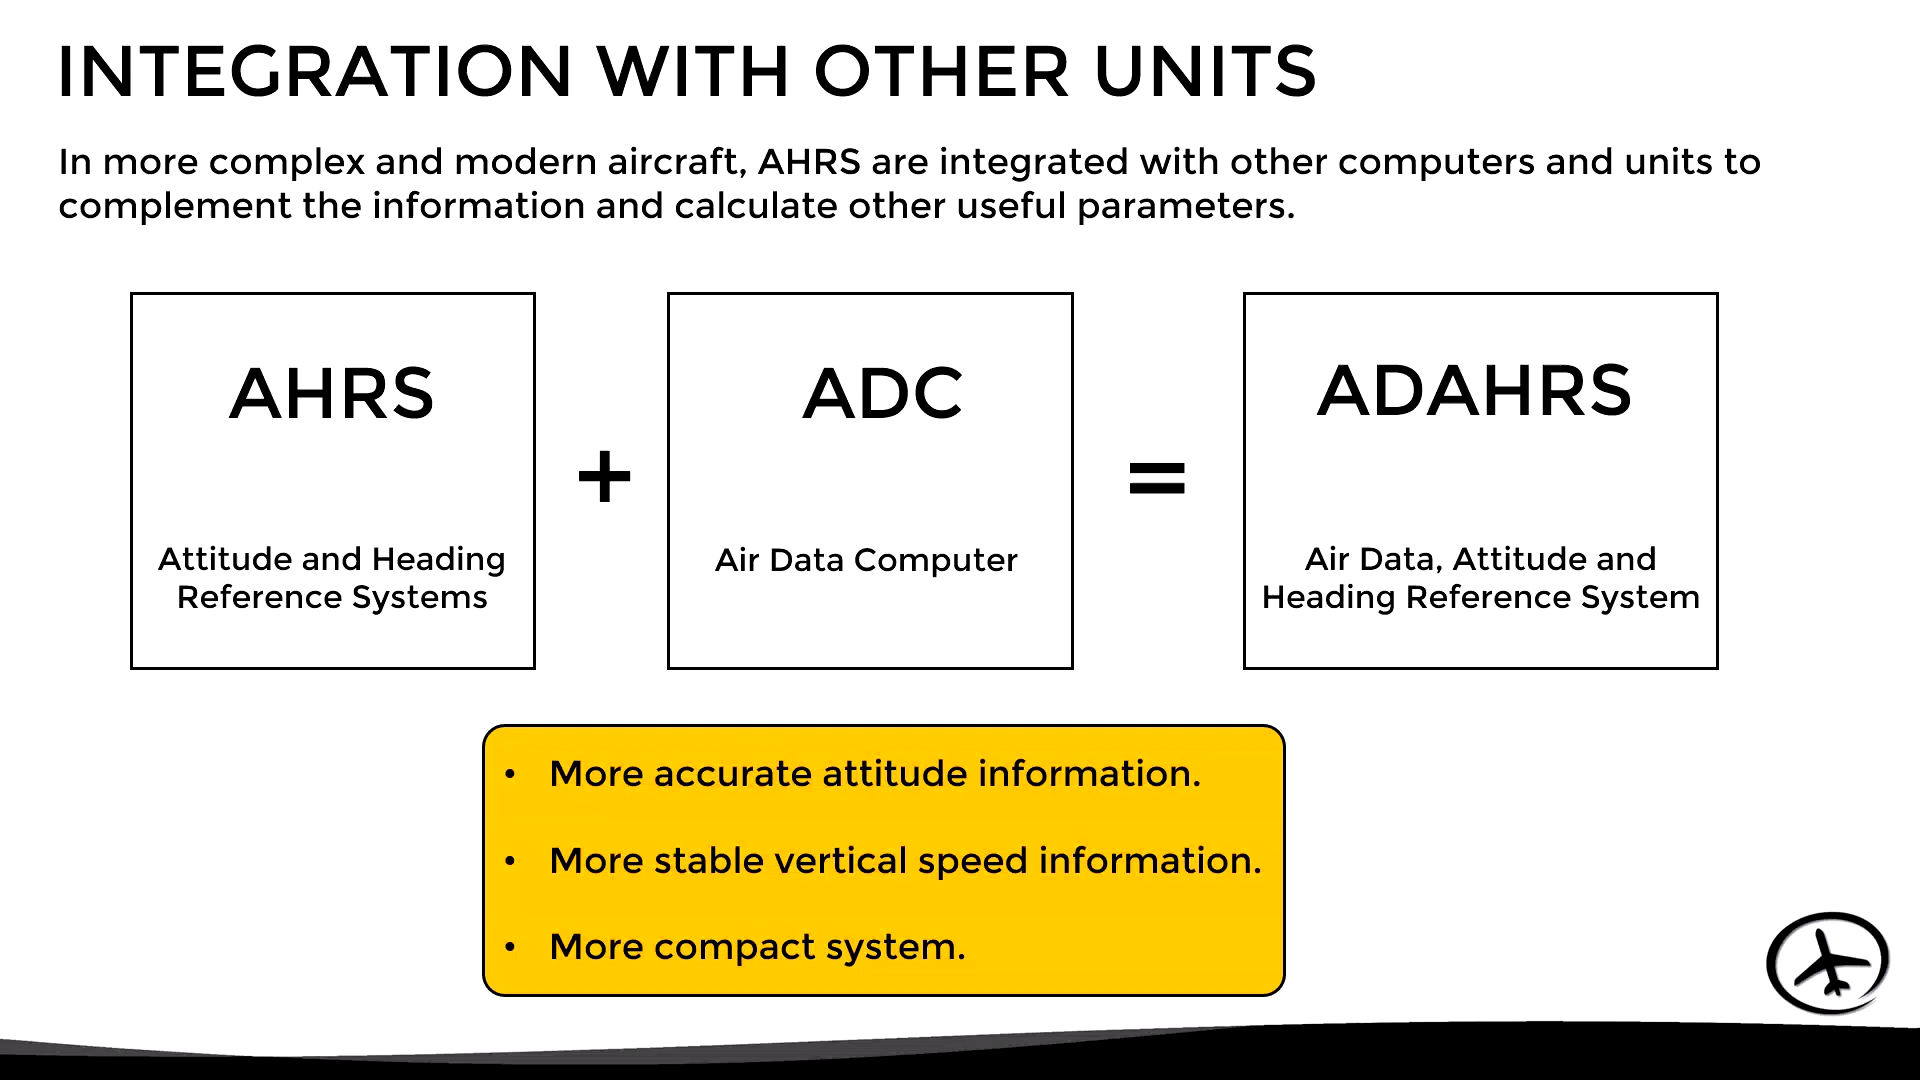 INTEGRATION WITH OTHER UNITS
In more complex and modern aircraft, AHRS are integrated with other computers and units to
complement the information and calculate other useful parameters.
AHRS
Attitude and Heading
Reference Systems
+
ADC
Air Data Computer
=
ADAHRS
Air Data, Attitude and
Heading Reference System
• More accurate attitude information.
• More stable vertical speed information.
• More compact system.